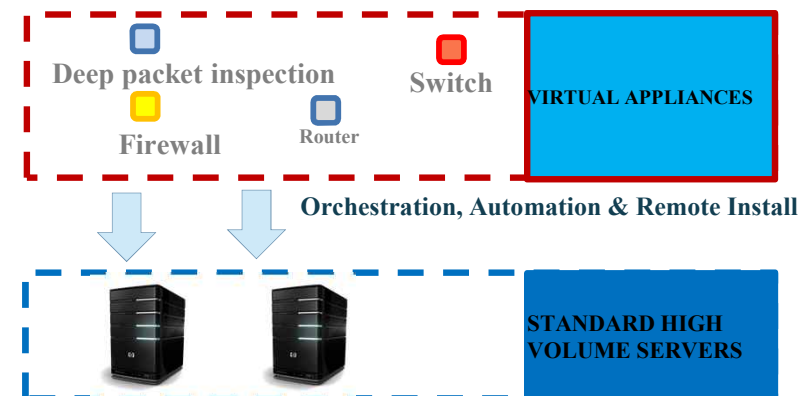 Deep packet inspection
Switch
VIRTUAL APPLIANCES
Firewall
Router
Orchestration, Automation & Remote Install
STANDARD HIGH
VOLUME SERVERS